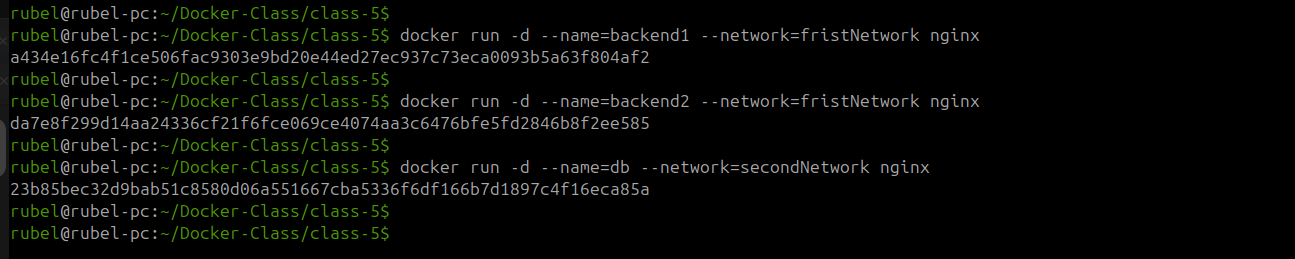 rubel@rubel-pc:~/Docker-Class/class-5$
rubel@rubel-pc:~/Docker-Class/class-5$ docker run -d --name=backend1 --network=fristNetwork nginx
a434e16fc4f1ce506fac9303e9bd20e44ed27ec937c73eca0093b5a63f804af2
rubel@rubel-pc:~/Docker-Class/class-5$
rubel@rubel-pc:~/Docker-Class/class-5$ docker run -d --name=backend2 --network=fristNetwork nginx
da7e8f299d14aa24336cf21f6fce069ce4074aa3c6476bfe5fd2846b8f2ee585
rubel@rubel-pc:~/Docker-Class/class-5$
rubel@rubel-pc:~/Docker-Class/class-5$ docker run -d --name=db --network=secondNetwork nginx
23b85bec32d9bab51c8580d06a551667cba5336f6df166b7d1897c4f16eca85a
rubel@rubel-pc:~/Docker-Class/class-5$
rubel@rubel-pc:~/Docker-Class/class-5$